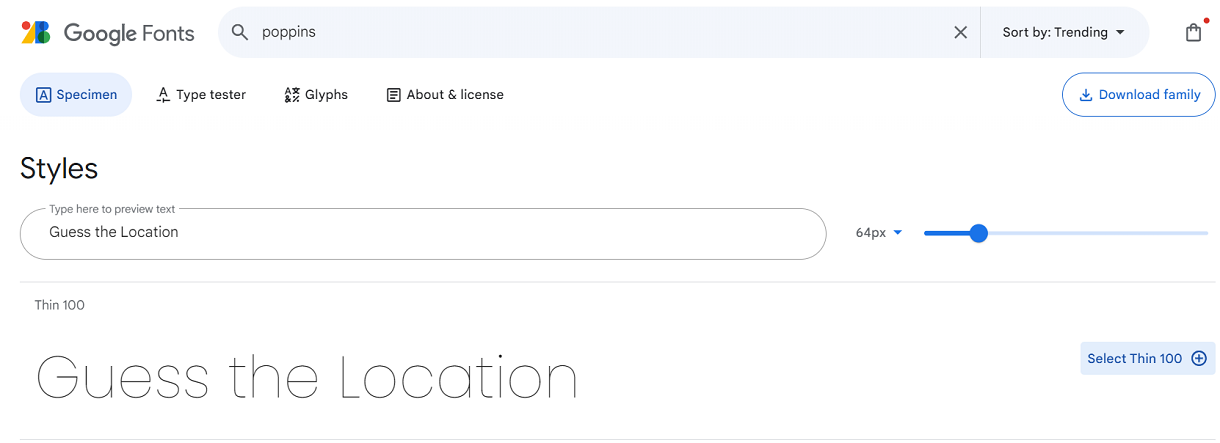 Google Fonts poppins Sort by: Trending
Specimen Type tester Glyphs About & license Download family
Styles
Type here to preview text
Guess the Location 64px
Thin 100
Guess the Location Select Thin 100